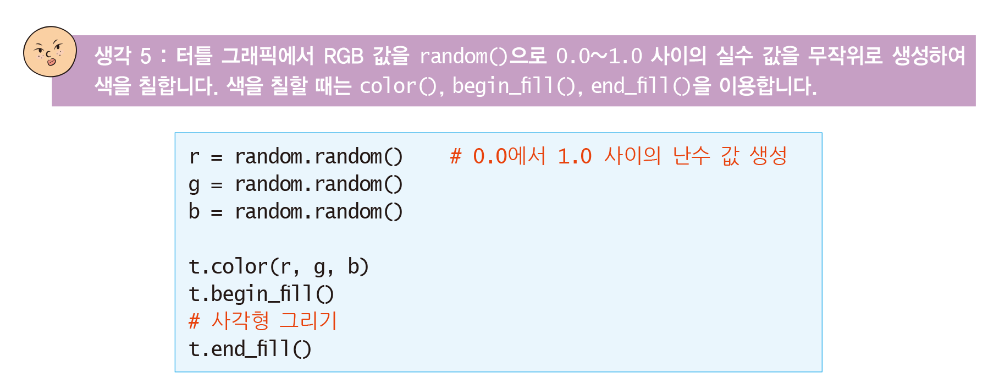 생각 5 : 터틀 그래픽에서 RGB 값을 random()으로 0.0~1.0 사이의 실수 값을 무작위로 생성하여
색을 칠합니다. 색을 칠할 때는 color(), begin_fill(), end_fill()을 이용합니다.
r = random.random()    # 0.0에서 1.0 사이의 난수 값 생성
g = random.random()
b = random.random()
t.color(r, g, b)
t.begin_fill()
# 사각형 그리기
t.end_fill()